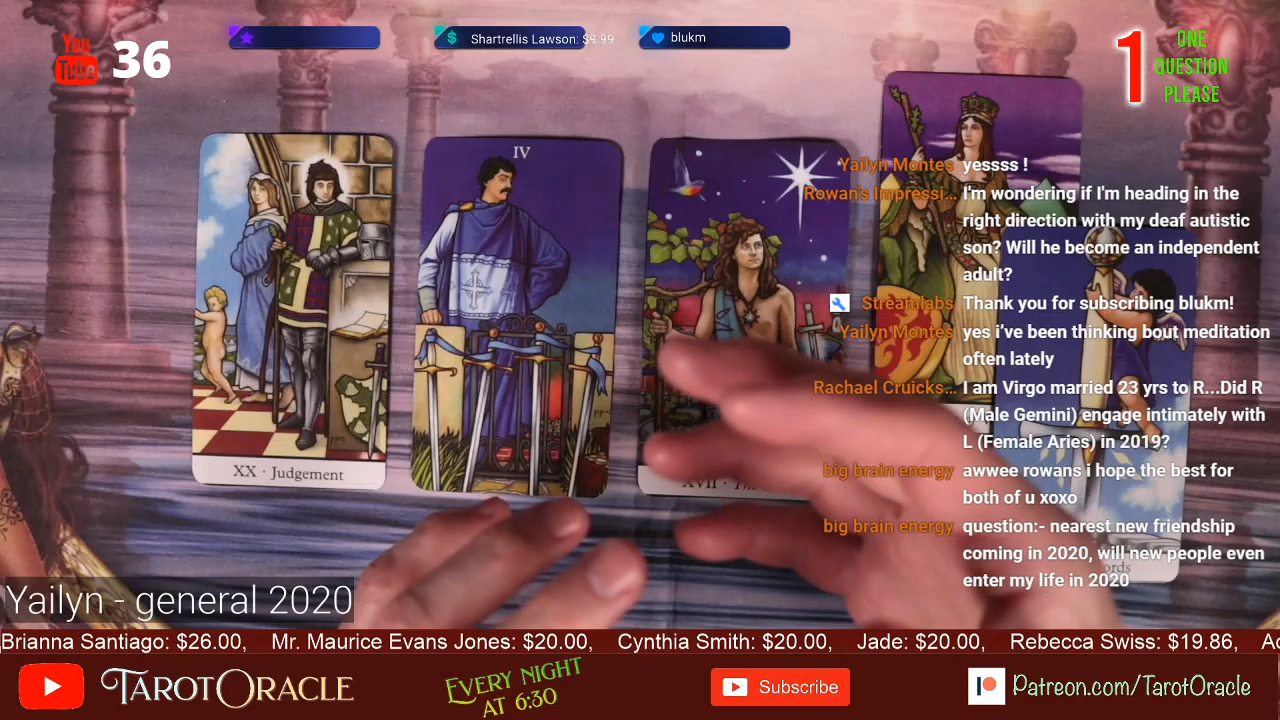 You
Tube
36
Shartrellis Lawson: $9.99
blukm
1
ONE
QUESTION
PLEASE
IV
Yailyn Montes yessss !
Rowan's Impressi... I'm wondering if I'm heading in the
right direction with my deaf autistic
son? Will he become an independent
adult?
Streamlabs Thank you for subscribing blukm!
Yailyn Montes yes i've been thinking bout meditation
often lately
Rachael Cruicks... I am Virgo married 23 yrs to R...Did R
(Male Gemini) engage intimately with
L (Female Aries) in 2019?
big brain energy awwee rowans i hope the best for
both of u xoxo
big brain energy question:- nearest new friendship
coming in 2020, will new people even
enter my life in 2020
XX · Judgement
XVII
Yailyn - general 2020
Brianna Santiago: $26.00, Mr. Maurice Evans Jones: $20.00, Cynthia Smith: $20.00, Jade: $20.00, Rebecca Swiss: $19.86,
TAROTORACLE
EVERY NIGHT
AT 6:30
Subscribe
Patreon.com/TarotOracle